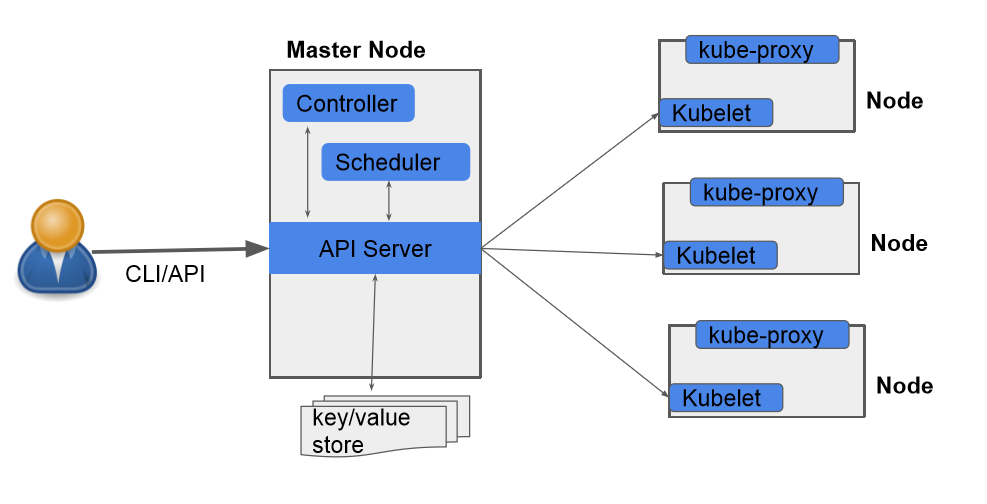 Master Node
Controller
Scheduler
API Server
CLI/API
key/value
store
kube-proxy
Kubelet
Node
kube-proxy
Kubelet
Node
kube-proxy
Kubelet
Node